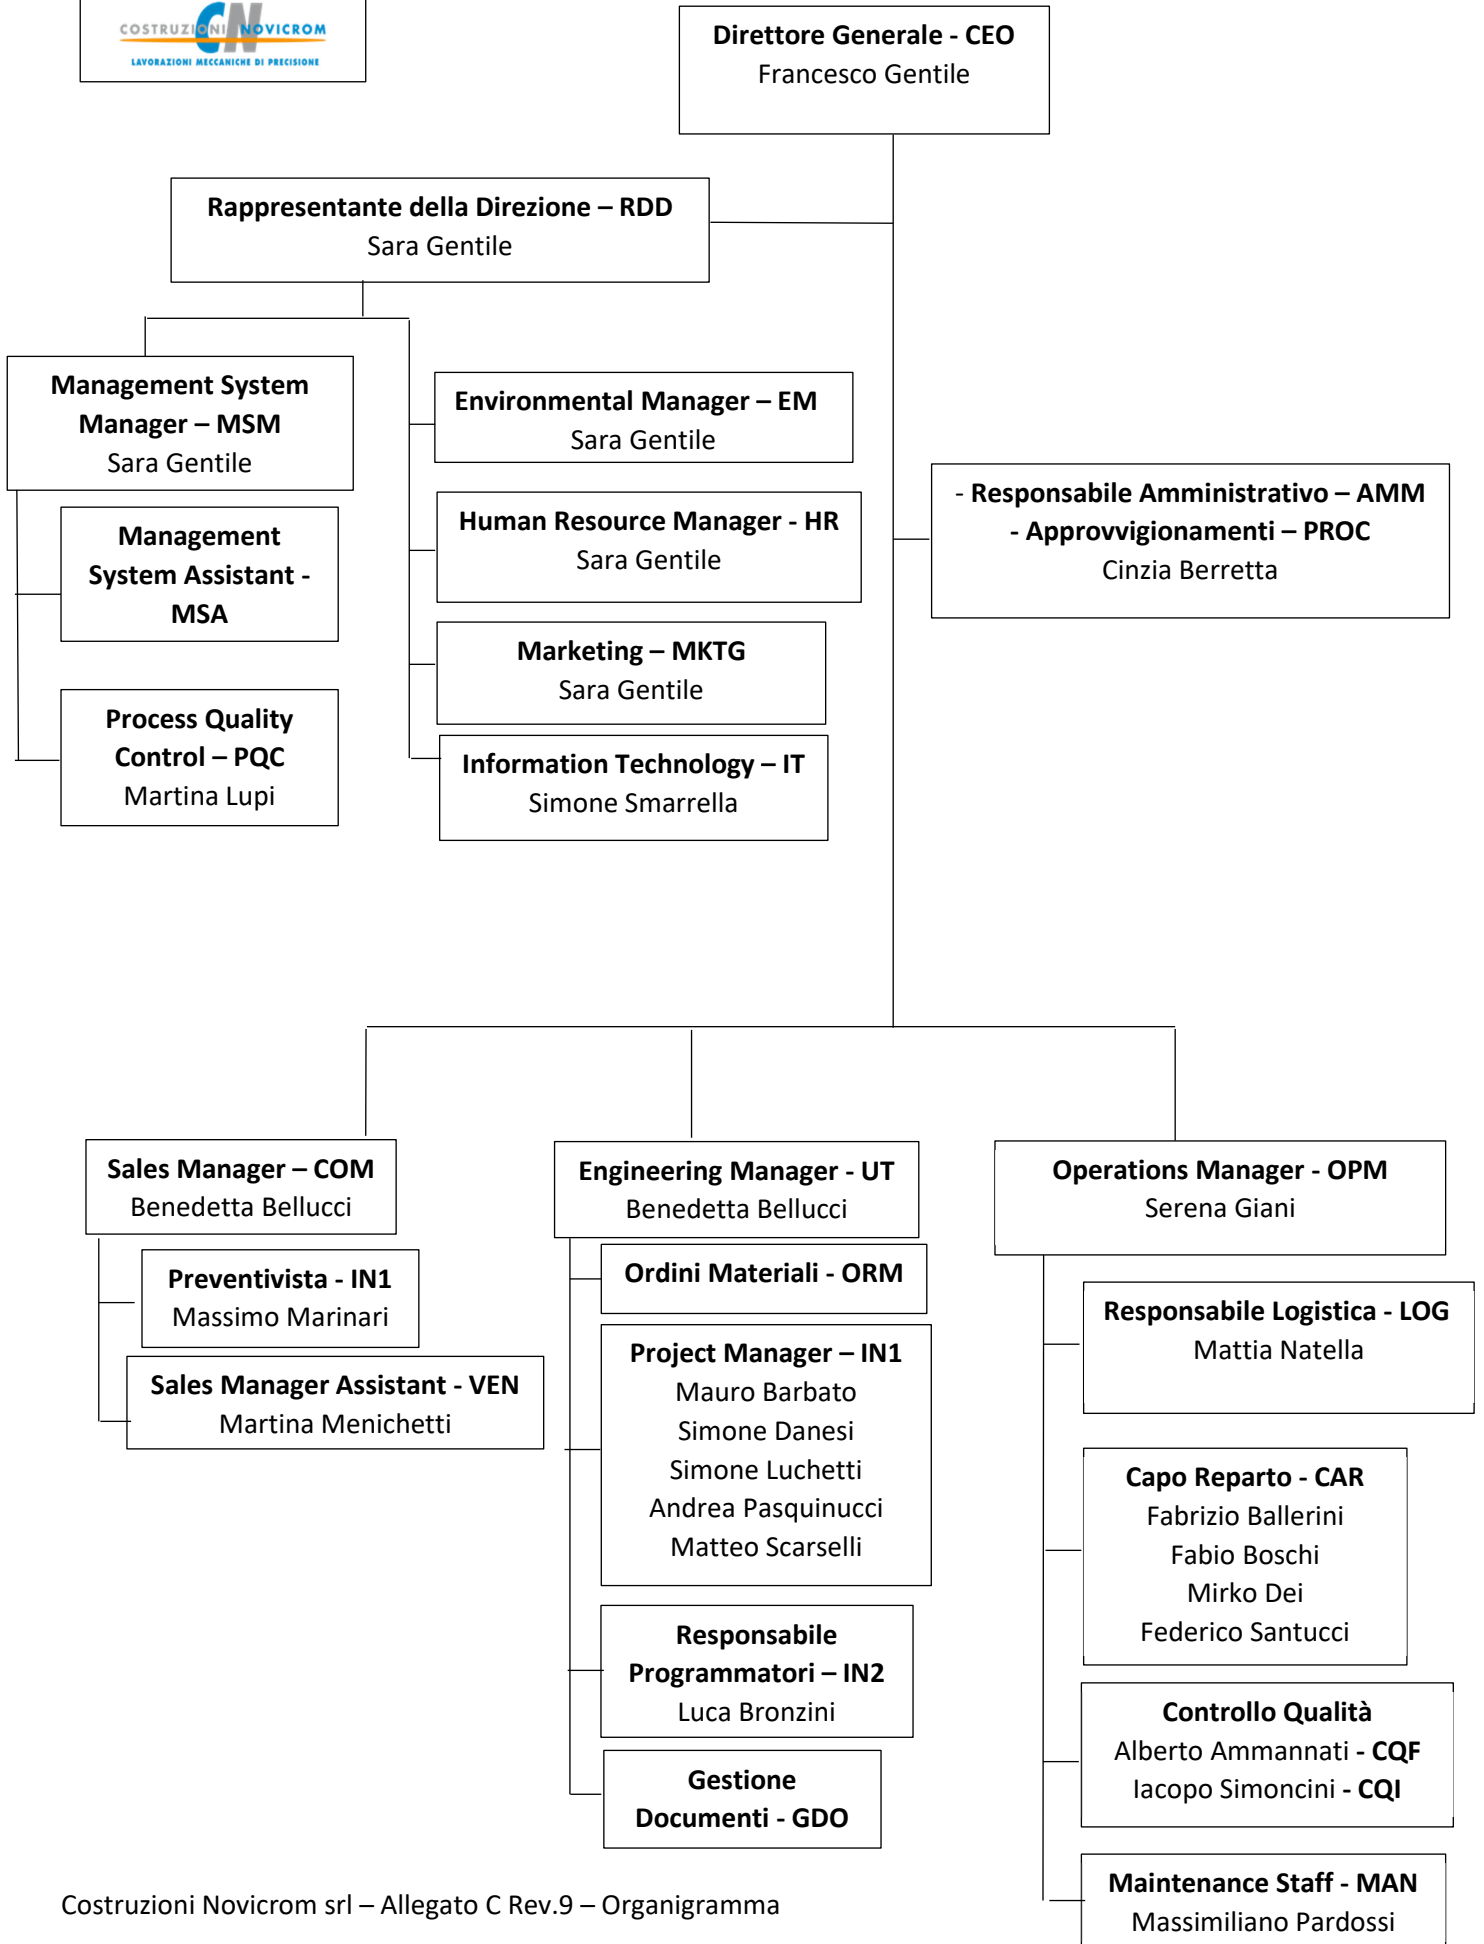 COSTRUZIONI NOVICROM
CN
LAVORAZIONI MECCANICHE DI PRECISIONE
Direttore Generale - CEO
Francesco Gentile
Rappresentante della Direzione – RDD
Sara Gentile
Management System
Manager – MSM
Sara Gentile
Management
System Assistant -
MSA
Process Quality
Control – PQC
Martina Lupi
Environmental Manager – EM
Sara Gentile
Human Resource Manager - HR
Sara Gentile
Marketing – MKTG
Sara Gentile
Information Technology – IT
Simone Smarrella
- Responsabile Amministrativo – AMM
- Approvvigionamenti – PROC
Cinzia Berretta
Sales Manager – COM
Benedetta Bellucci
Preventivista - IN1
Massimo Marinari
Sales Manager Assistant - VEN
Martina Menichetti
Engineering Manager - UT
Benedetta Bellucci
Ordini Materiali - ORM
Project Manager – IN1
Mauro Barbato
Simone Danesi
Simone Luchetti
Andrea Pasquinucci
Matteo Scarselli
Responsabile
Programmatori – IN2
Luca Bronzini
Gestione
Documenti - GDO
Operations Manager - OPM
Serena Giani
Responsabile Logistica - LOG
Mattia Natella
Capo Reparto - CAR
Fabrizio Ballerini
Fabio Boschi
Mirko Dei
Federico Santucci
Controllo Qualità
Alberto Ammannati - CQF
Iacopo Simoncini - CQI
Maintenance Staff - MAN
Massimiliano Pardossi
Costruzioni Novicrom srl – Allegato C Rev.9 – Organigramma